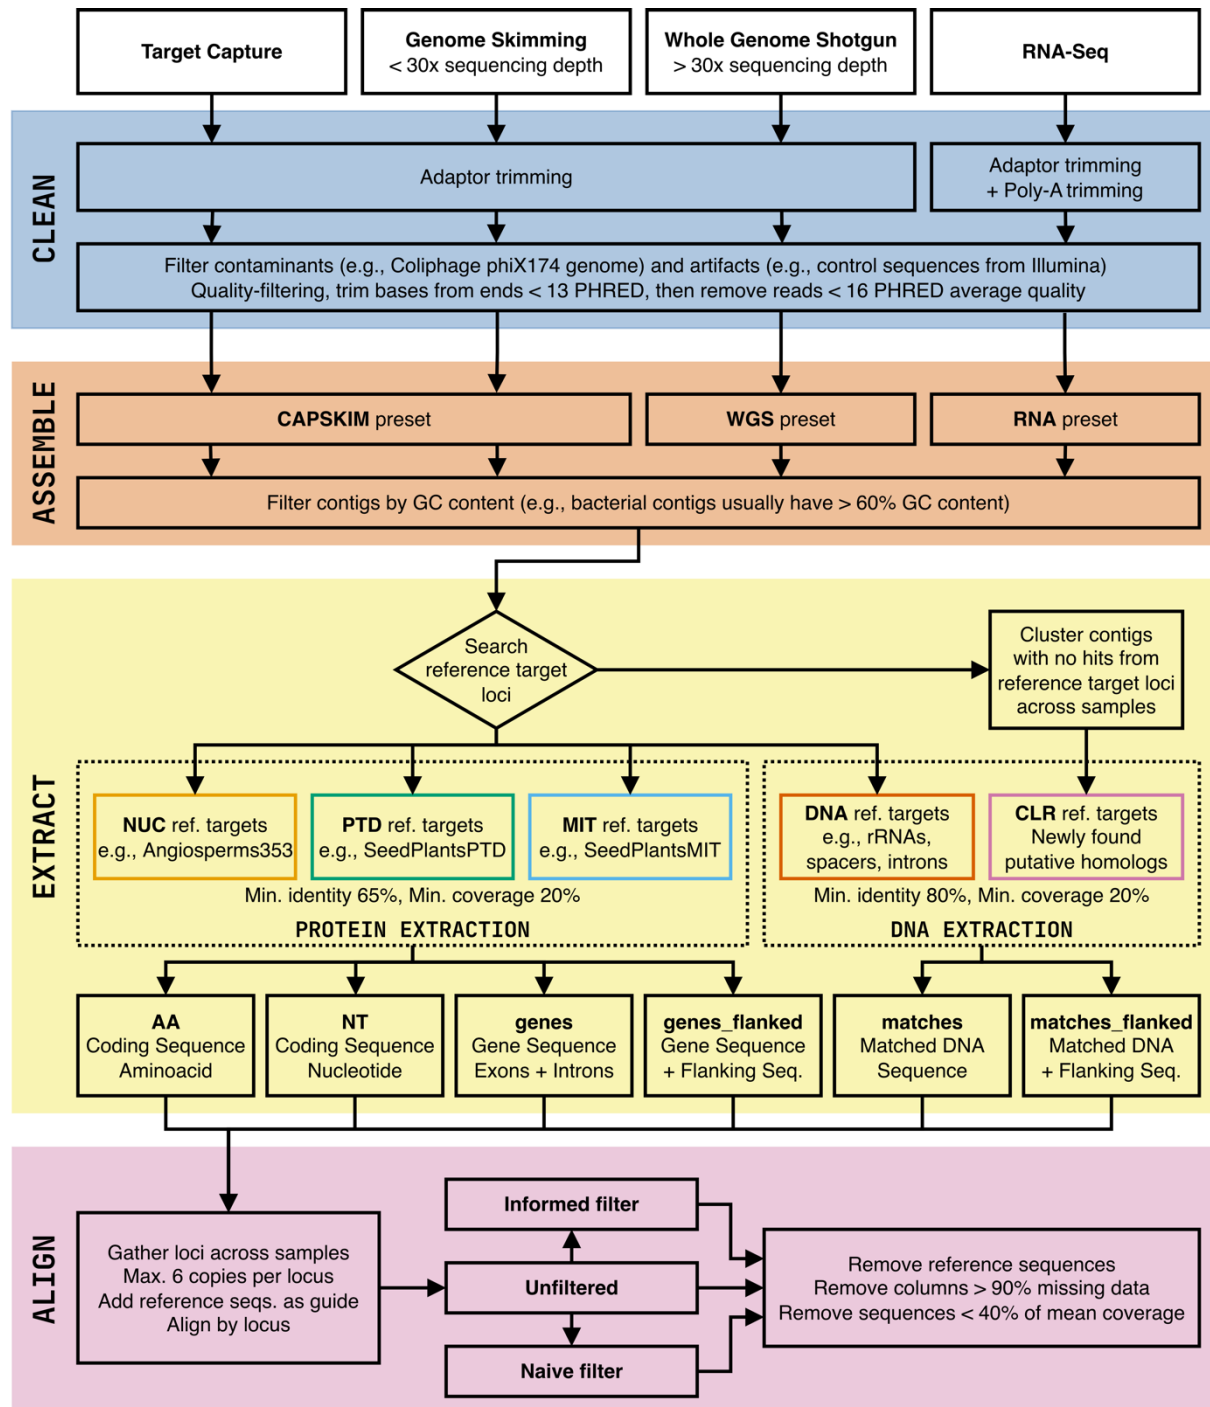 Target Capture
Genome Skimming
< 30x sequencing depth
Whole Genome Shotgun
> 30x sequencing depth
RNA-Seq
CLEAN
Adaptor trimming
Adaptor trimming
+ Poly-A trimming
Filter contaminants (e.g., Coliphage phiX174 genome) and artifacts (e.g., control sequences from Illumina)
Quality-filtering, trim bases from ends < 13 PHRED, then remove reads < 16 PHRED average quality
ASSEMBLE
CAPSKIM preset
WGS preset
RNA preset
Filter contigs by GC content (e.g., bacterial contigs usually have > 60% GC content)
EXTRACT
Search
reference target
loci
Cluster contigs
with no hits from
reference target loci
across samples
NUC ref. targets
e.g., Angiosperms353
PTD ref. targets
e.g., SeedPlantsPTD
MIT ref. targets
e.g., SeedPlantsMIT
Min. identity 65%, Min. coverage 20%
PROTEIN EXTRACTION
DNA ref. targets
e.g., rRNAs,
spacers, introns
CLR ref. targets
Newly found
putative homologs
Min. identity 80%, Min. coverage 20%
DNA EXTRACTION
AA
Coding Sequence
Aminoacid
NT
Coding Sequence
Nucleotide
genes
Gene Sequence
Exons + Introns
genes_flanked
Gene Sequence
+ Flanking Seq.
matches
Matched DNA
Sequence
matches_flanked
Matched DNA
+ Flanking Seq.
ALIGN
Gather loci across samples
Max. 6 copies per locus
Add reference seqs. as guide
Align by locus
Informed filter
Unfiltered
Naive filter
Remove reference sequences
Remove columns > 90% missing data
Remove sequences < 40% of mean coverage